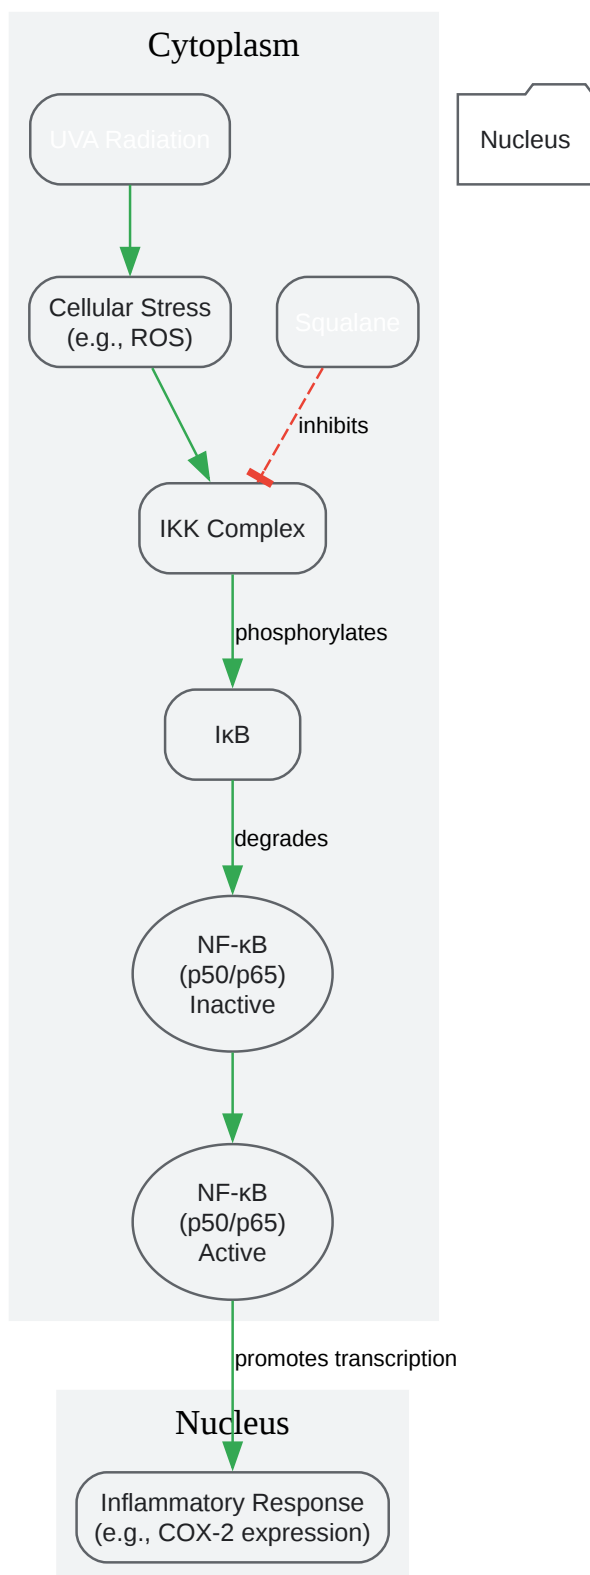 Cytoplasm
UVA Radiation
Nucleus
Cellular Stress
(e.g., ROS)
Squalane
inhibits
IKK Complex
phosphorylates
IκB
degrades
NF-κB
(p50/p65)
Inactive
NF-κB
(p50/p65)
Active
promotes transcription
Nucleus
Inflammatory Response
(e.g., COX-2 expression)